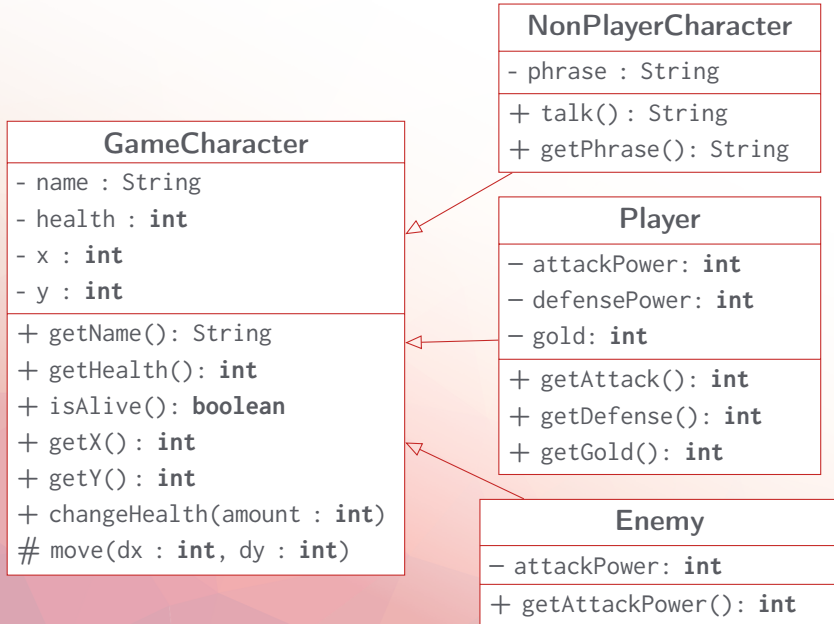 NonPlayerCharacter
- phrase : String
+ talk() : String
+ getPhrase(): String
GameCharacter
- name : String
- health : int
- x : int
- y : int
+ getName(): String
+ getHealth(): int
+ isAlive(): boolean
+ getX() : int
+ getY() : int
+ changeHealth(amount : int)
# move(dx : int, dy : int)
Player
– attackPower: int
– defensePower: int
– gold: int
+ getAttack(): int
+ getDefense(): int
+ getGold(): int
Enemy
– attackPower: int
+ getAttackPower(): int